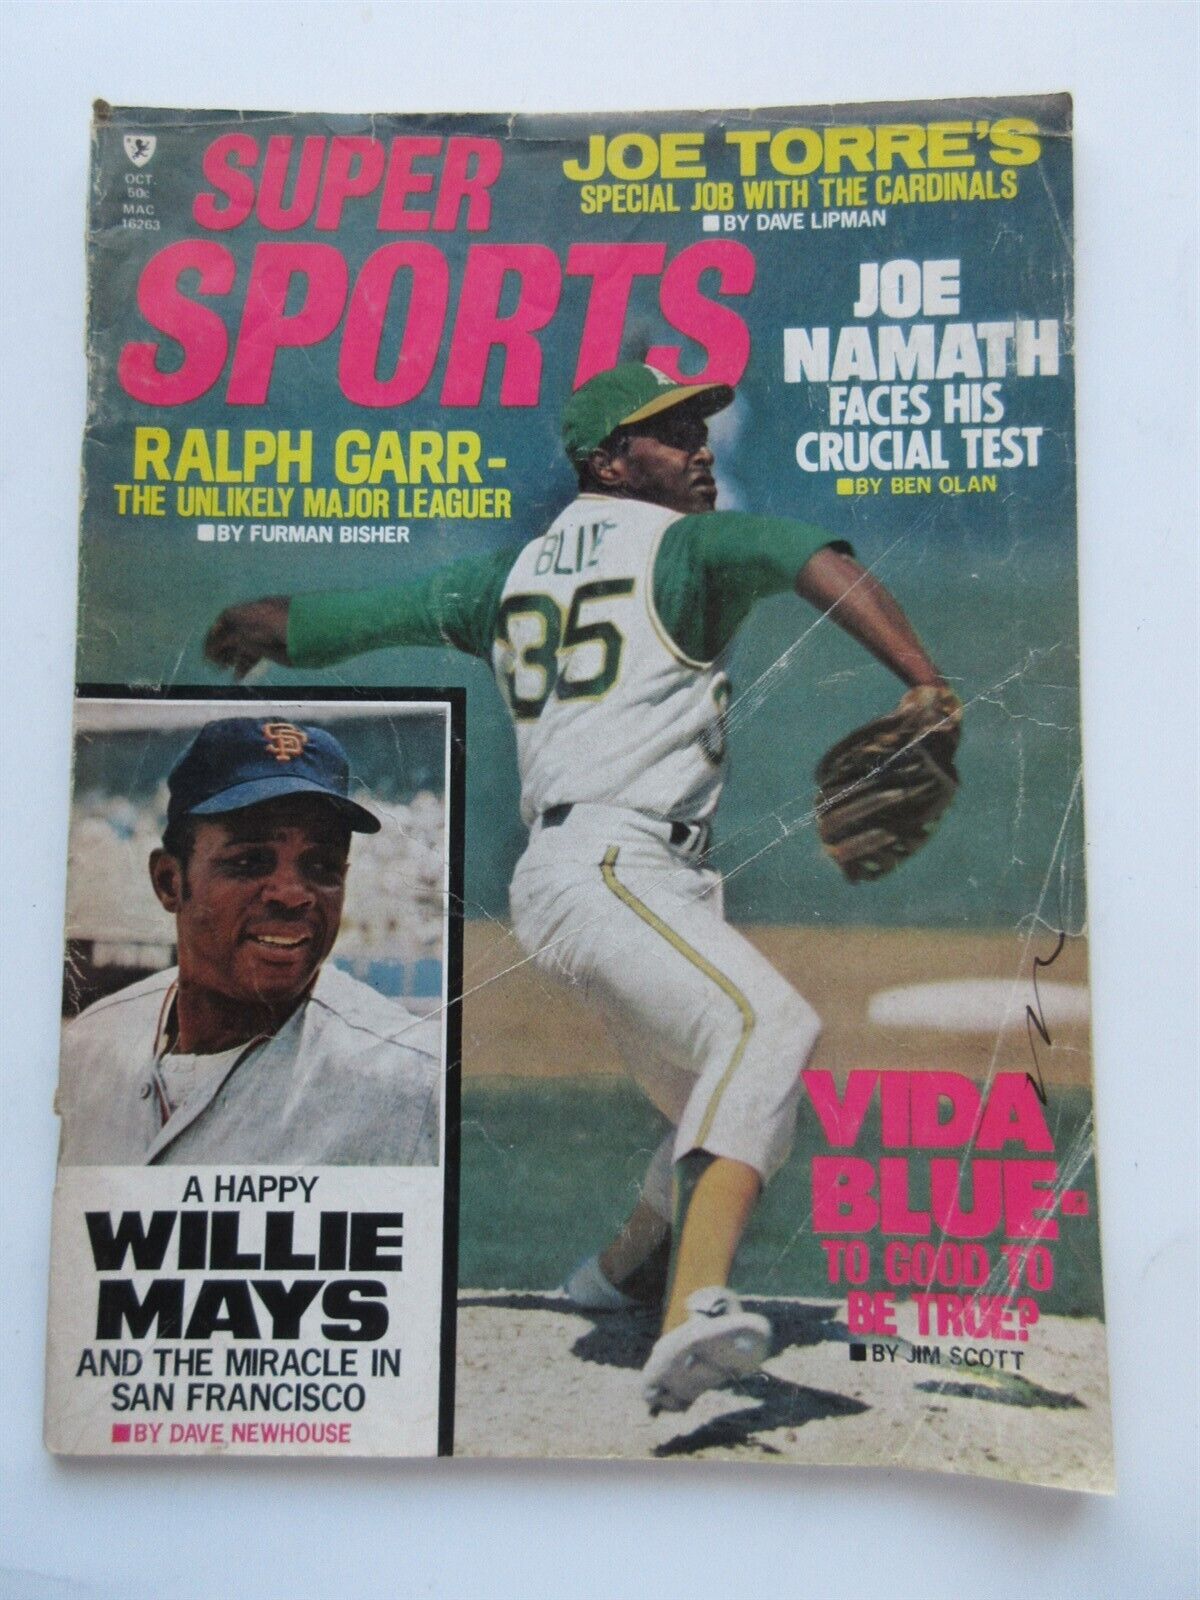 OCT.
50¢
MAC
16263
SUPER
SPORTS
JOE TORRE'S
SPECIAL JOB WITH THE CARDINALS
BY DAVE LIPMAN
JOE
NAMATH
FACES HIS
CRUCIAL TEST
BY BEN OLAN
RALPH GARR-
THE UNLIKELY MAJOR LEAGUER
BY FURMAN BISHER
BLUE
35
SF
A HAPPY
WILLIE
MAYS
AND THE MIRACLE IN
SAN FRANCISCO
BY DAVE NEWHOUSE
VIDA
BLUE-
TO GOOD TO
BE TRUE?
BY JIM SCOTT